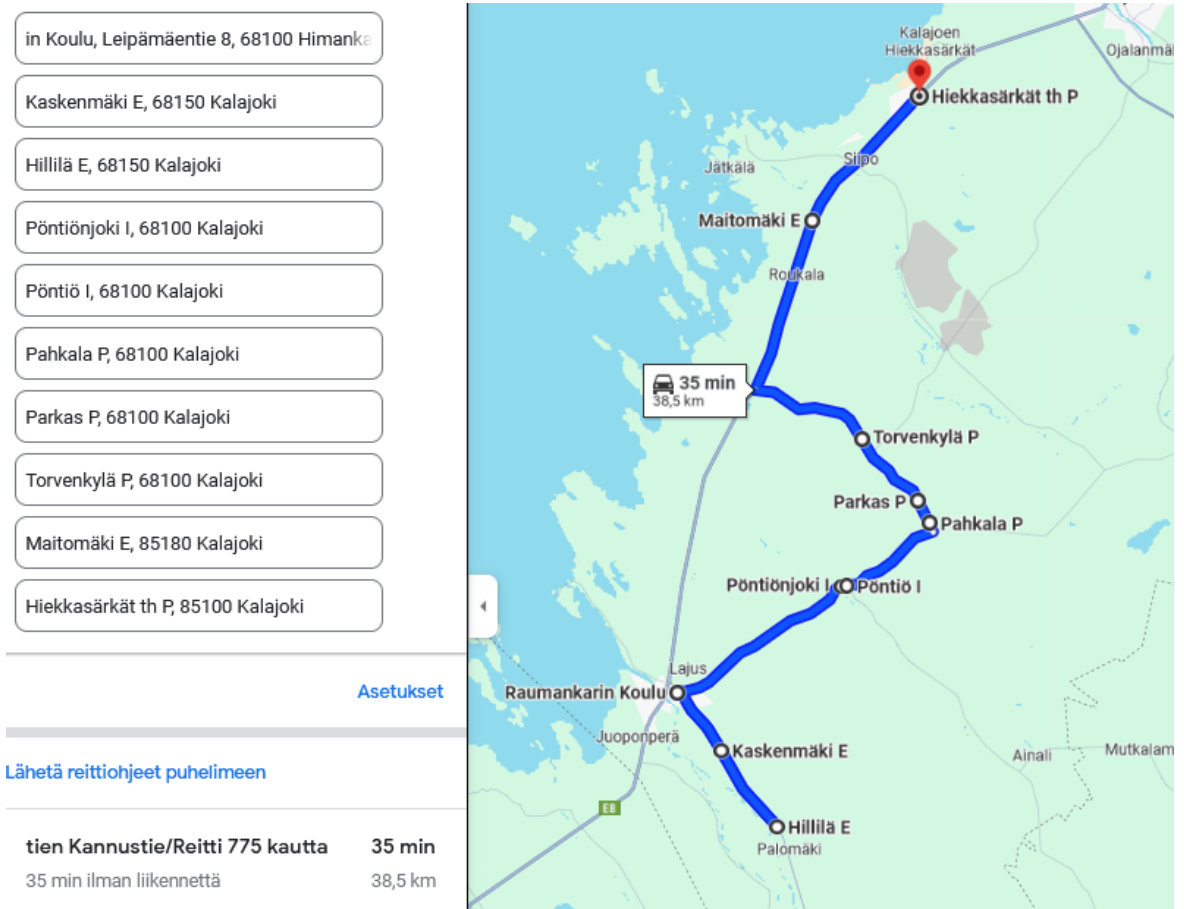 in Koulu, Leipämäentie 8, 68100 Himanka
Kaskenmäki E, 68150 Kalajoki
Hillilä E, 68150 Kalajoki
Pöntiönjoki I, 68100 Kalajoki
Pöntiö I, 68100 Kalajoki
Pahkala P, 68100 Kalajoki
Parkas P, 68100 Kalajoki
Torvenkylä P, 68100 Kalajoki
Maitomäki E, 85180 Kalajoki
Hiekkasärkät th P, 85100 Kalajoki
Asetukset
Lähetä reittiohjeet puhelimeen
tien Kannustie/Reitti 775 kautta 35 min
35 min ilman liikennettä 38,5 km
Kalajoen
Hiekkasärkät
Ojalanmä
Hiekkasärkät th P
Siipo
Jätkälä
Maitomäki E
Roukala
35 min
38,5 km
Torvenkylä P
Parkas P
Pahkala P
Pöntiönjoki I
Pöntiö I
Lajus
Raumankarin Koulu
Juoponperä
Kaskenmäki E
Ainali
Mutkalam
E8
Hillilä E
Palomäki